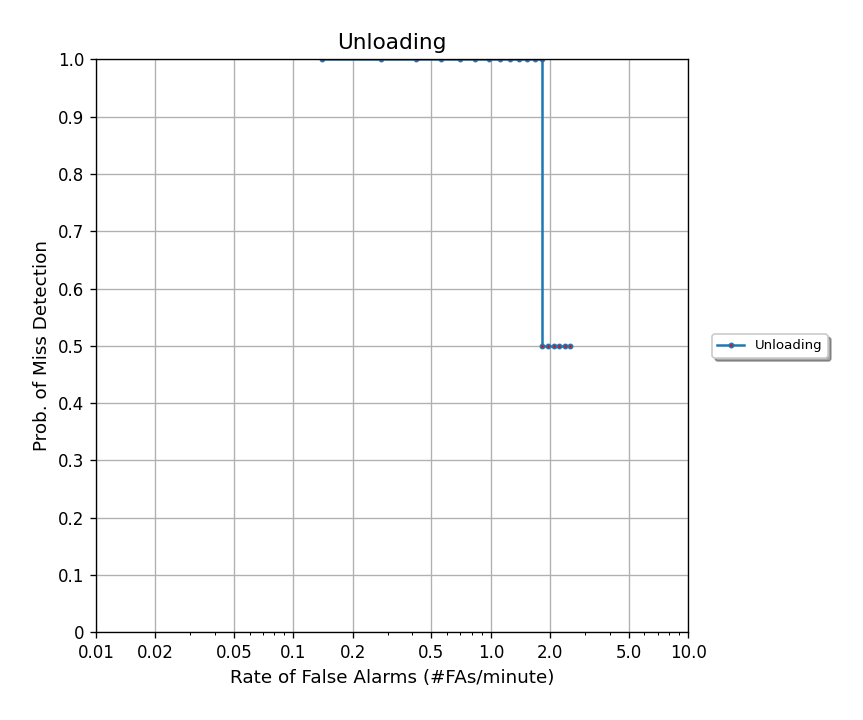 Unloading
1.0
0.9
0.8
0.7
0.6
0.5
0.4
0.3
0.2
0.1
0
Prob. of Miss Detection
0.01 0.02 0.05 0.1 0.2 0.5 1.0 2.0 5.0 10.0
Rate of False Alarms (#FAs/minute)
Unloading